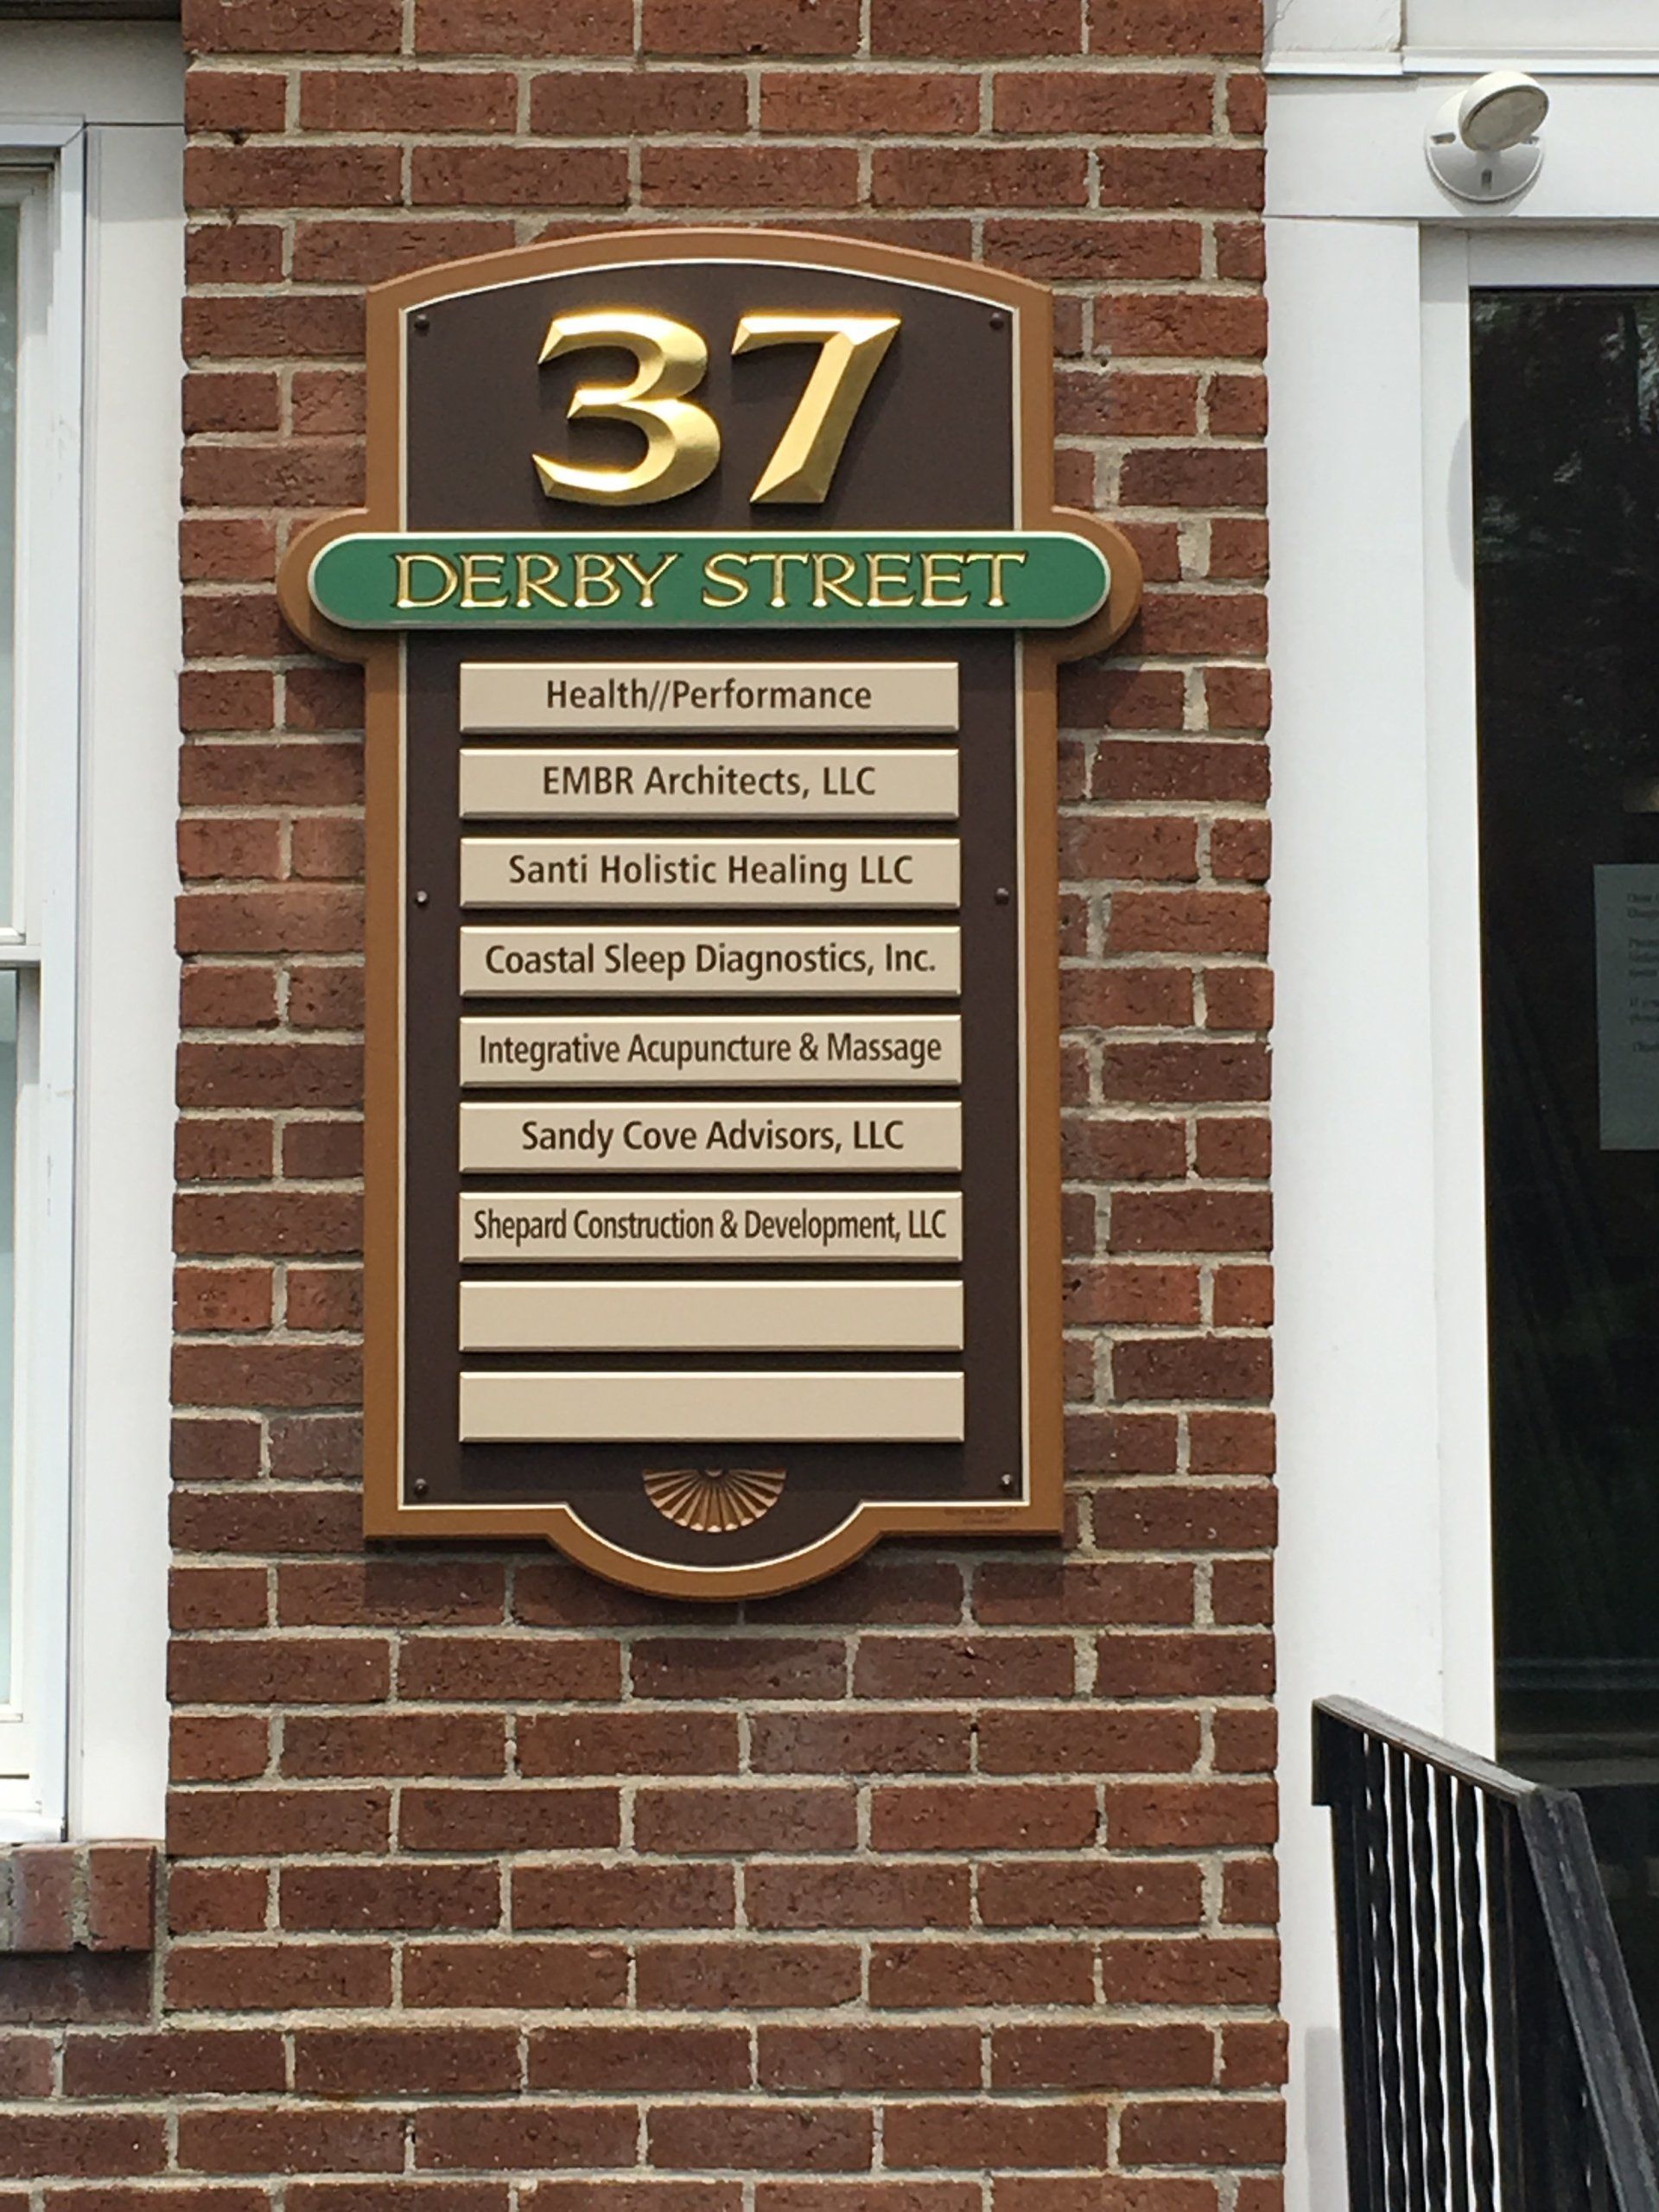 37
DERBY STREET
Health//Performance
EMBR Architects, LLC
Santi Holistic Healing LLC
Coastal Sleep Diagnostics, Inc.
Integrative Acupuncture & Massage
Sandy Cove Advisors, LLC
Shepard Construction & Development, LLC